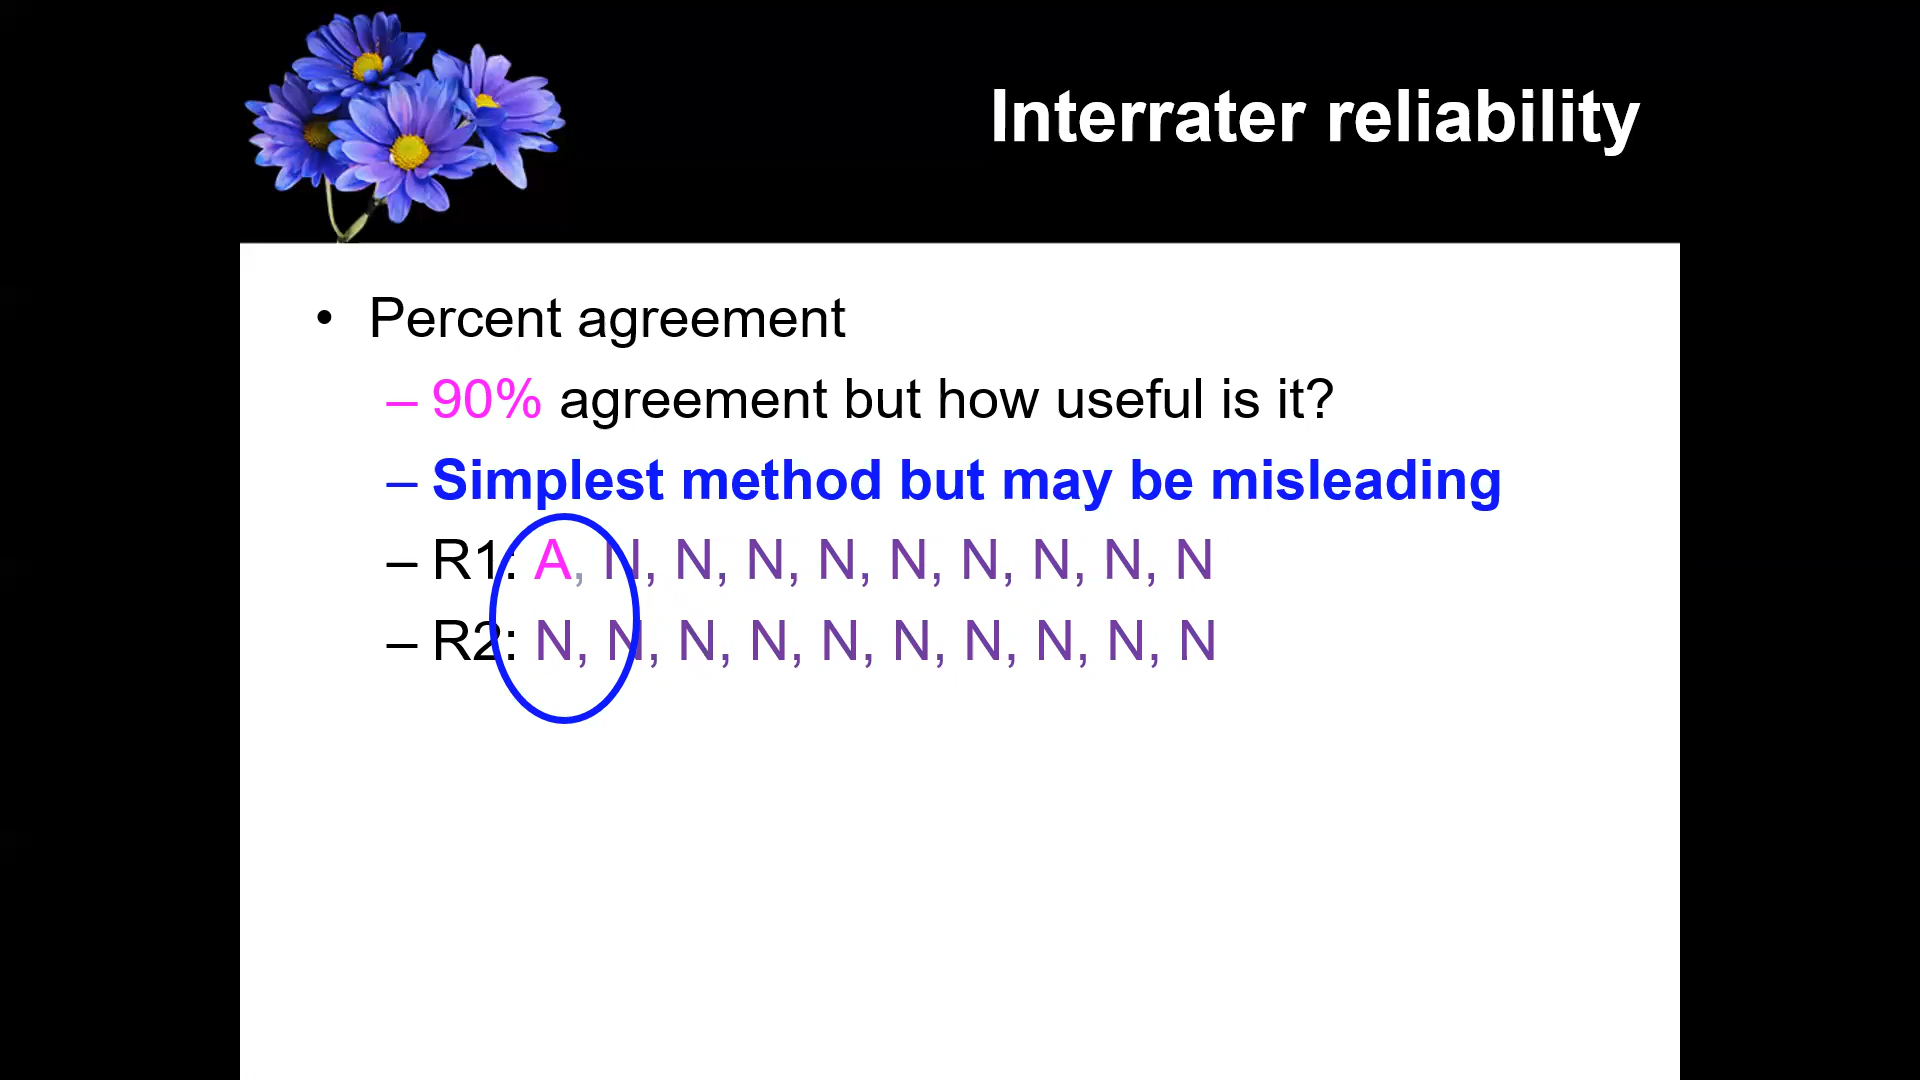 Interrater reliability
• Percent agreement
– 90% agreement but how useful is it?
– Simplest method but may be misleading
– R1: A, N, N, N, N, N, N, N, N, N
– R2: N, N, N, N, N, N, N, N, N, N